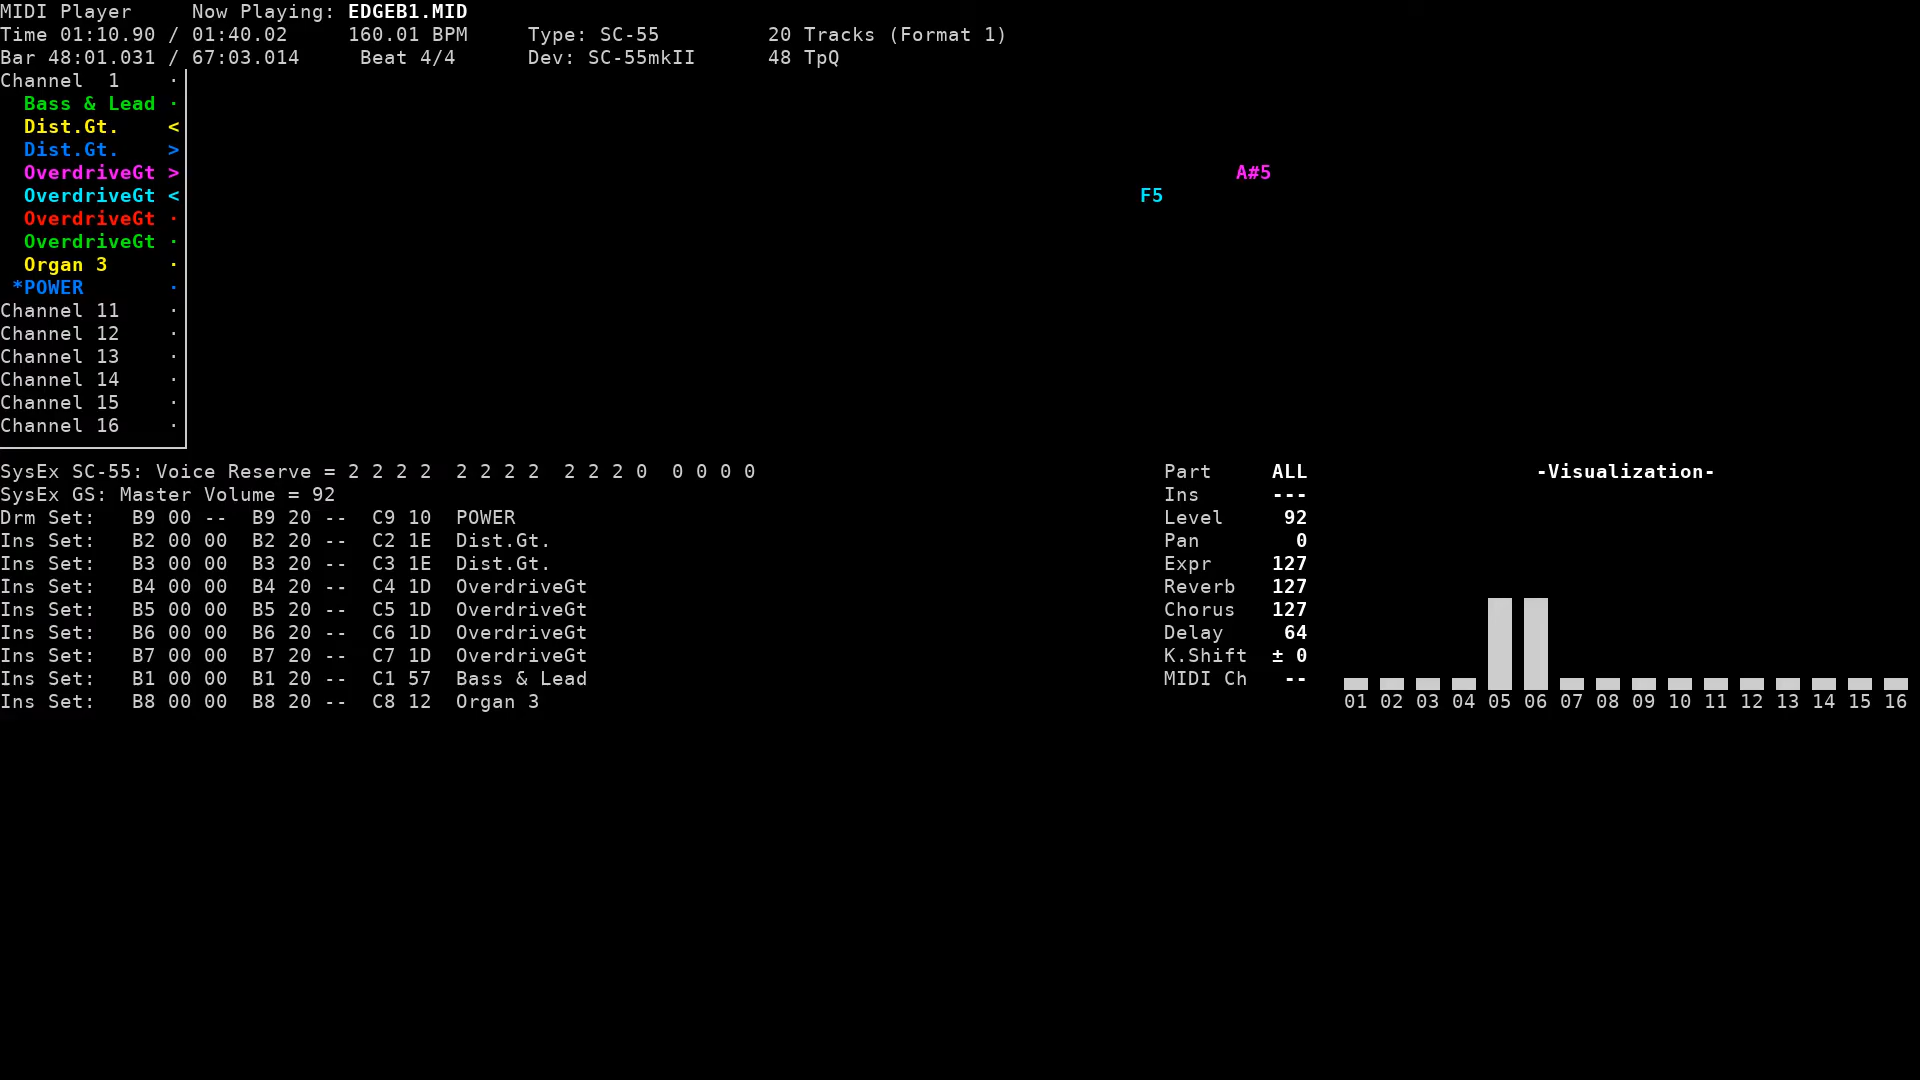 MIDI Player Now Playing: EDGEB1.MID
Time 01:10.90 / 01:40.02 160.01 BPM Type: SC-55 20 Tracks (Format 1)
Bar 48:01.031 / 67:03.014 Beat 4/4 Dev: SC-55mkII 48 TpQ
Channel 1 ·
Bass & Lead ·
Dist.Gt. <
Dist.Gt. >
OverdriveGt > A#5
OverdriveGt < F5
OverdriveGt ·
OverdriveGt ·
Organ 3 ·
*POWER ·
Channel 11 ·
Channel 12 ·
Channel 13 ·
Channel 14 ·
Channel 15 ·
Channel 16 ·
SysEx SC-55: Voice Reserve = 2 2 2 2 2 2 2 2 2 2 2 0 0 0 0 0 Part ALL -Visualization-
SysEx GS: Master Volume = 92 Ins ---
Drm Set: B9 00 -- B9 20 -- C9 10 POWER Level 92
Ins Set: B2 00 00 B2 20 -- C2 1E Dist.Gt. Pan 0
Ins Set: B3 00 00 B3 20 -- C3 1E Dist.Gt. Expr 127
Ins Set: B4 00 00 B4 20 -- C4 1D OverdriveGt Reverb 127
Ins Set: B5 00 00 B5 20 -- C5 1D OverdriveGt Chorus 127
Ins Set: B6 00 00 B6 20 -- C6 1D OverdriveGt Delay 64
Ins Set: B7 00 00 B7 20 -- C7 1D OverdriveGt K.Shift ± 0
Ins Set: B1 00 00 B1 20 -- C1 57 Bass & Lead MIDI Ch --
Ins Set: B8 00 00 B8 20 -- C8 12 Organ 3 01 02 03 04 05 06 07 08 09 10 11 12 13 14 15 16